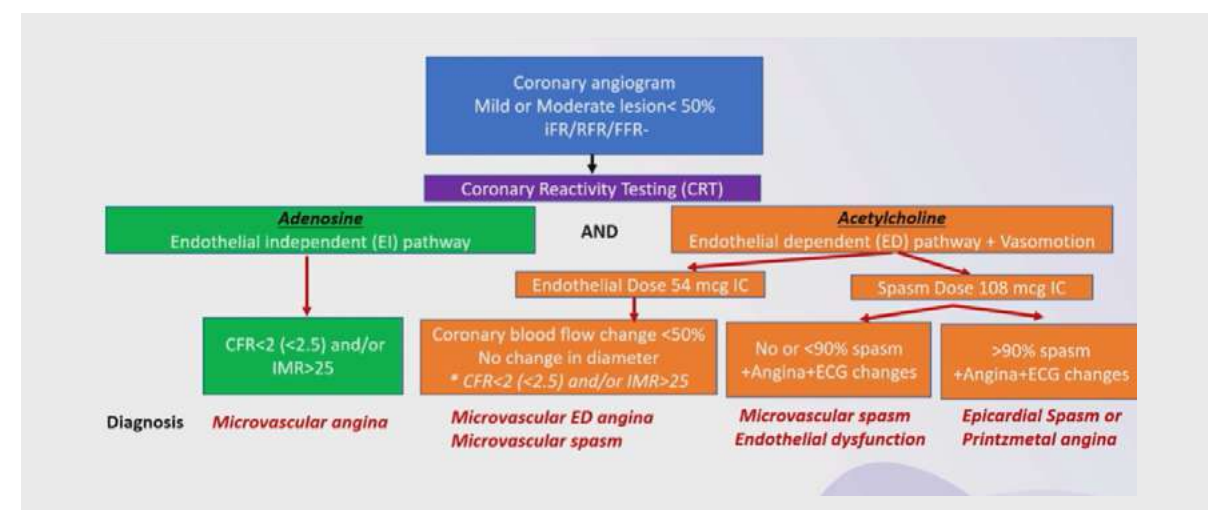 Coronary angiogram
Mild or Moderate lesion< 50%
iFR/RFR/FFR-
Coronary Reactivity Testing (CRT)
Adenosine
Endothelial independent (EI) pathway
AND
Acetylcholine
Endothelial dependent (ED) pathway + Vasomotion
Endothelial Dose 54 mcg IC
Spasm Dose 108 mcg IC
CFR<2 (<2.5) and/or
IMR>25
Coronary blood flow change <50%
No change in diameter
* CFR<2 (<2.5) and/or IMR>25
No or <90% spasm
+Angina+ECG changes
>90% spasm
+Angina+ECG changes
Diagnosis
Microvascular angina
Microvascular ED angina
Microvascular spasm
Microvascular spasm
Endothelial dysfunction
Epicardial Spasm or
Printzmetal angina